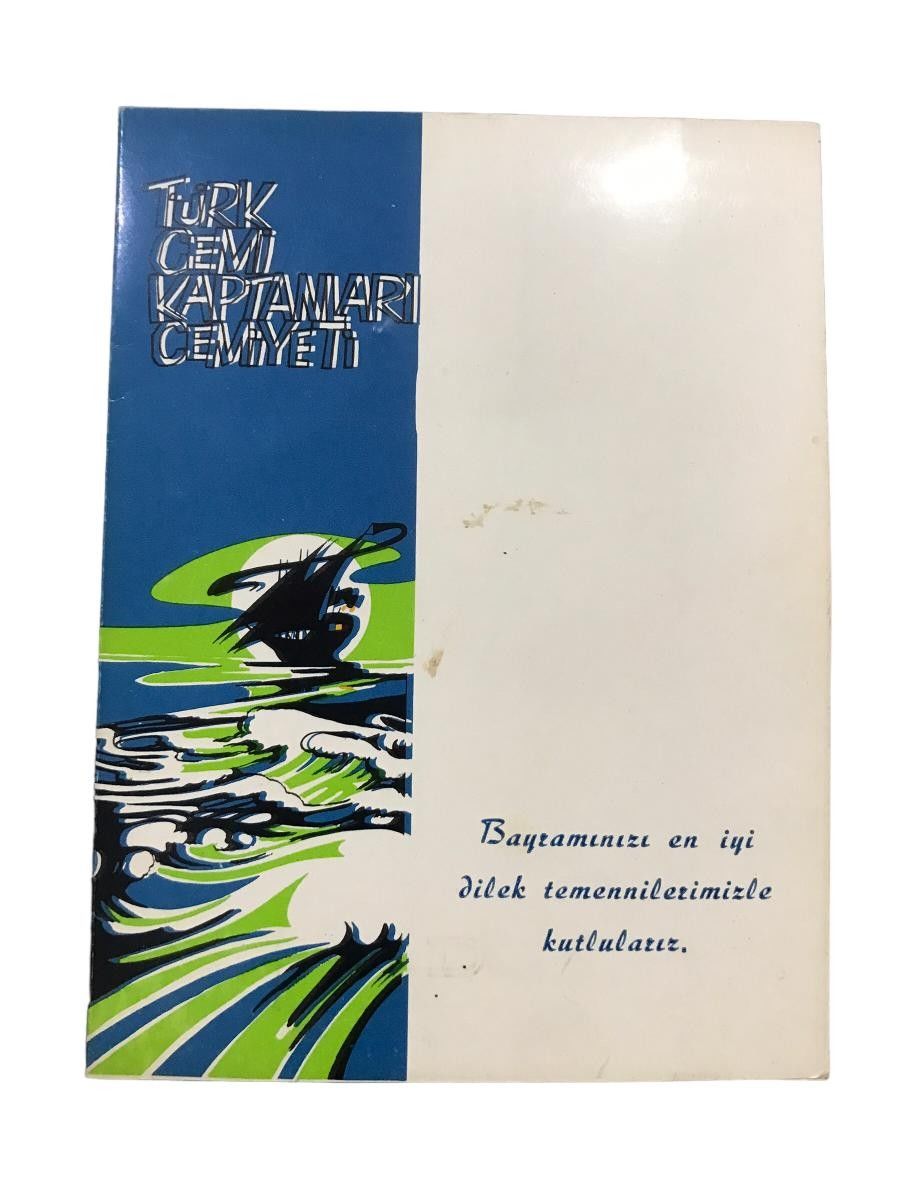 TÜRK
GEMİ
KAPTANLARI
CEMİYETİ
Bayramınızı en iyi
dilek temennilerimizle
kutlularız.